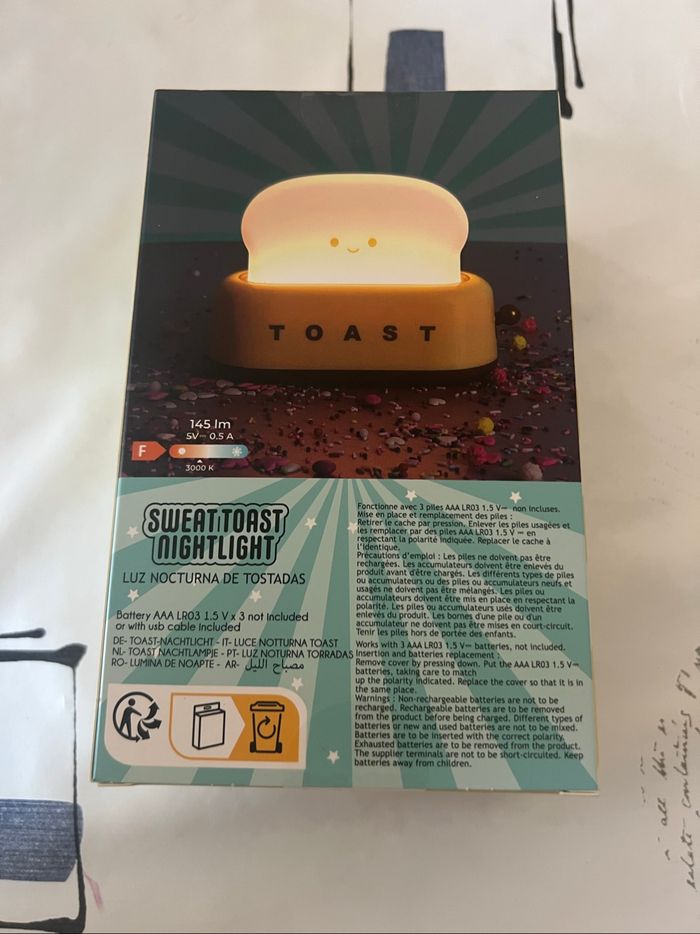 TOAST
145 lm
5V⎓ 0.5 A
F
3000 K
SWEAT TOAST
NIGHTLIGHT
LUZ NOCTURNA DE TOSTADAS
Battery AAA LR03 1.5 V x 3 not included
or with usb cable included
DE- TOAST-NACHTLICHT - IT- LUCE NOTTURNA TOAST
NL- TOAST NACHTLAMPJE - PT- LUZ NOTURNA TORRADAS
RO- LUMINA DE NOAPTE - AR- مصباح الليل
Fonctionne avec 3 piles AAA LR03 1.5 V⎓ non incluses.
Mise en place et remplacement des piles :
Retirer le cache par pression. Enlever les piles usagées et
les remplacer par des piles AAA LR03 1.5 V ⎓ en
respectant la polarité indiquée. Replacer le cache à
l'identique.
Précautions d'emploi : Les piles ne doivent pas être
rechargées. Les accumulateurs doivent être enlevés du
produit avant d'être chargés. Les différents types de piles
ou accumulateurs ou des piles ou accumulateurs neufs et
usagés ne doivent pas être mélangés. Les piles ou
accumulateurs doivent être mis en place en respectant la
polarité. Les piles ou accumulateurs usés doivent être
enlevés du produit. Les bornes d'une pile ou d'un
accumulateur ne doivent pas être mises en court-circuit.
Tenir les piles hors de portée des enfants.
Works with 3 AAA LR03 1.5 V⎓ batteries, not included.
Insertion and batteries replacement :
Remove cover by pressing down. Put the AAA LR03 1.5 V⎓
batteries, taking care to match
up the polarity indicated. Replace the cover so that it is in
the same place.
Warnings : Non-rechargeable batteries are not to be
recharged. Rechargeable batteries are to be removed
from the product before being charged. Different types of
batteries or new and used batteries are not to be mixed.
Batteries are to be inserted with the correct polarity.
Exhausted batteries are to be removed from the product.
The supplier terminals are not to be short-circuited. Keep
batteries away from children.